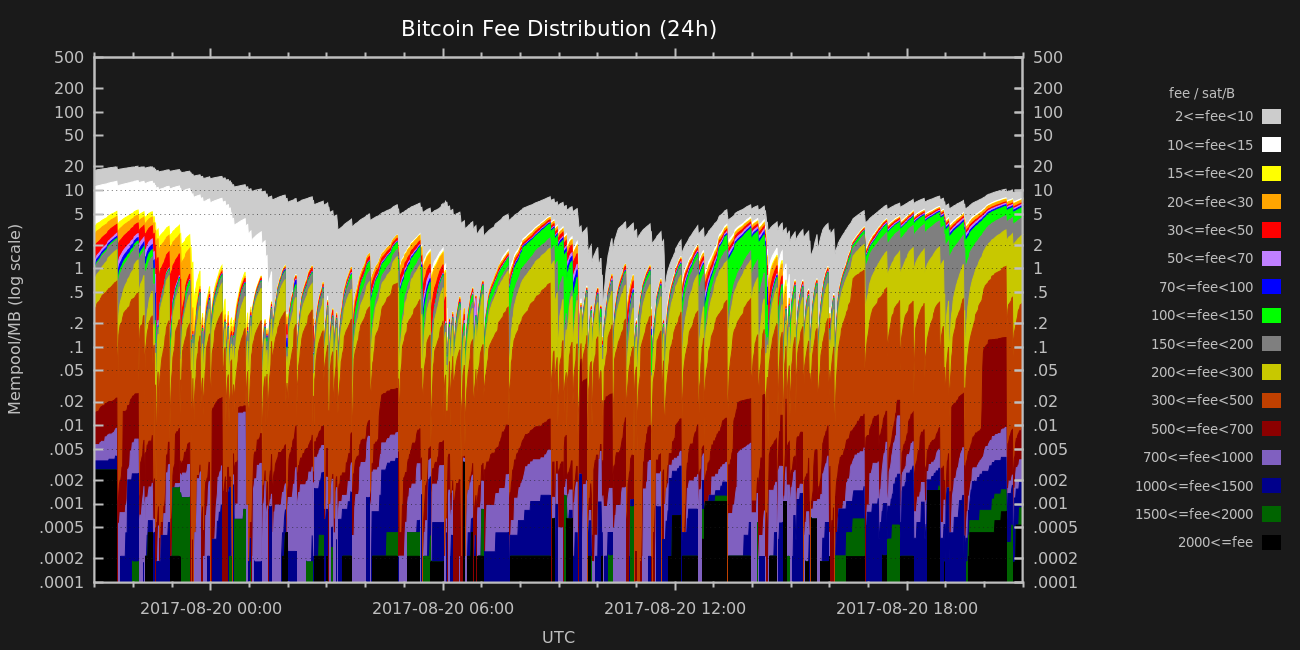 Bitcoin Fee Distribution (24h)
500
200
100
50
20
10
5
2
1
.5
.2
.1
.05
.02
.01
.005
.002
.001
.0005
.0002
.0001
Mempool/MB (log scale)
500
200
100
50
20
10
5
2
1
.5
.2
.1
.05
.02
.01
.005
.002
.001
.0005
.0002
.0001
2017-08-20 00:00 2017-08-20 06:00 2017-08-20 12:00 2017-08-20 18:00
UTC
fee / sat/B
2<=fee<10
10<=fee<15
15<=fee<20
20<=fee<30
30<=fee<50
50<=fee<70
70<=fee<100
100<=fee<150
150<=fee<200
200<=fee<300
300<=fee<500
500<=fee<700
700<=fee<1000
1000<=fee<1500
1500<=fee<2000
2000<=fee